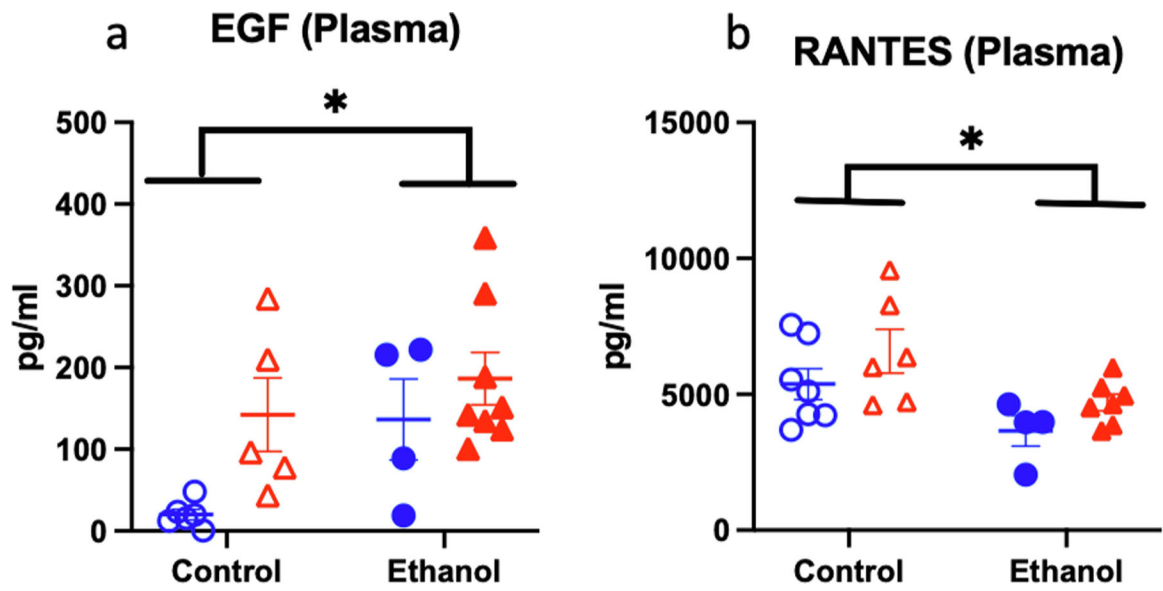 a
EGF (Plasma)
*
500
400
300
200
100
0
pg/ml
Control
Ethanol
b
RANTES (Plasma)
*
15000
10000
5000
0
pg/ml
Control
Ethanol